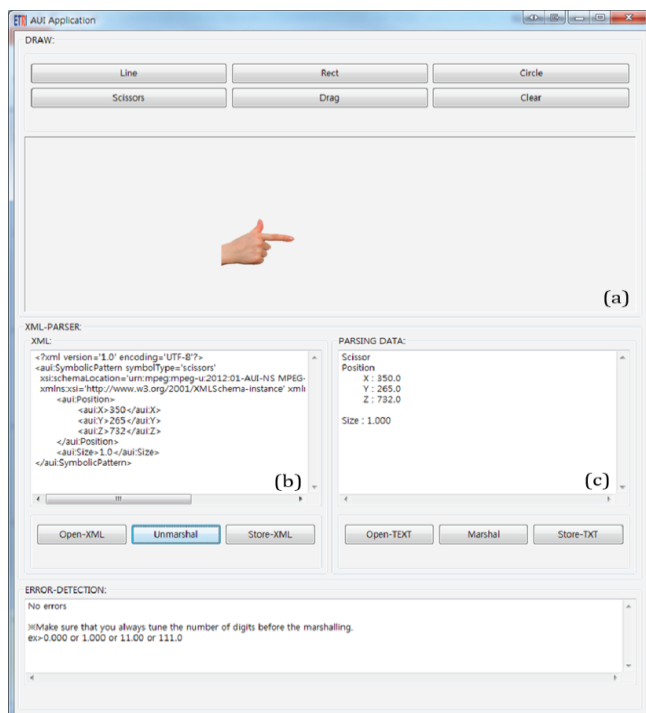 ETRI AUI Application
DRAW:
Line Rect Circle
Scissors Drag Clear
(a)
XML-PARSER:
XML:
<?xml version='1.0' encoding='UTF-8'?>
<aui:SymbolicPattern symbolType='scissors'
xsi:schemaLocation='urn:mpeg:mpeg-u:2012:01-AUI-NS MPEG-
xmlns:xsi='http://www.w3.org/2001/XMLSchema-instance' xmln
<aui:Position>
<aui:X>350</aui:X>
<aui:Y>265</aui:Y>
<aui:Z>732</aui:Z>
</aui:Position>
<aui:Size>1.0</aui:Size>
</aui:SymbolicPattern>
(b)
Open-XML Unmarshal Store-XML
PARSING DATA:
Scissor
Position
X : 350.0
Y : 265.0
Z : 732.0
Size : 1.000
(c)
Open-TEXT Marshal Store-TXT
ERROR-DETECTION:
No errors
※Make sure that you always tune the number of digits before the marshalling.
ex>0.000 or 1.000 or 11.00 or 111.0